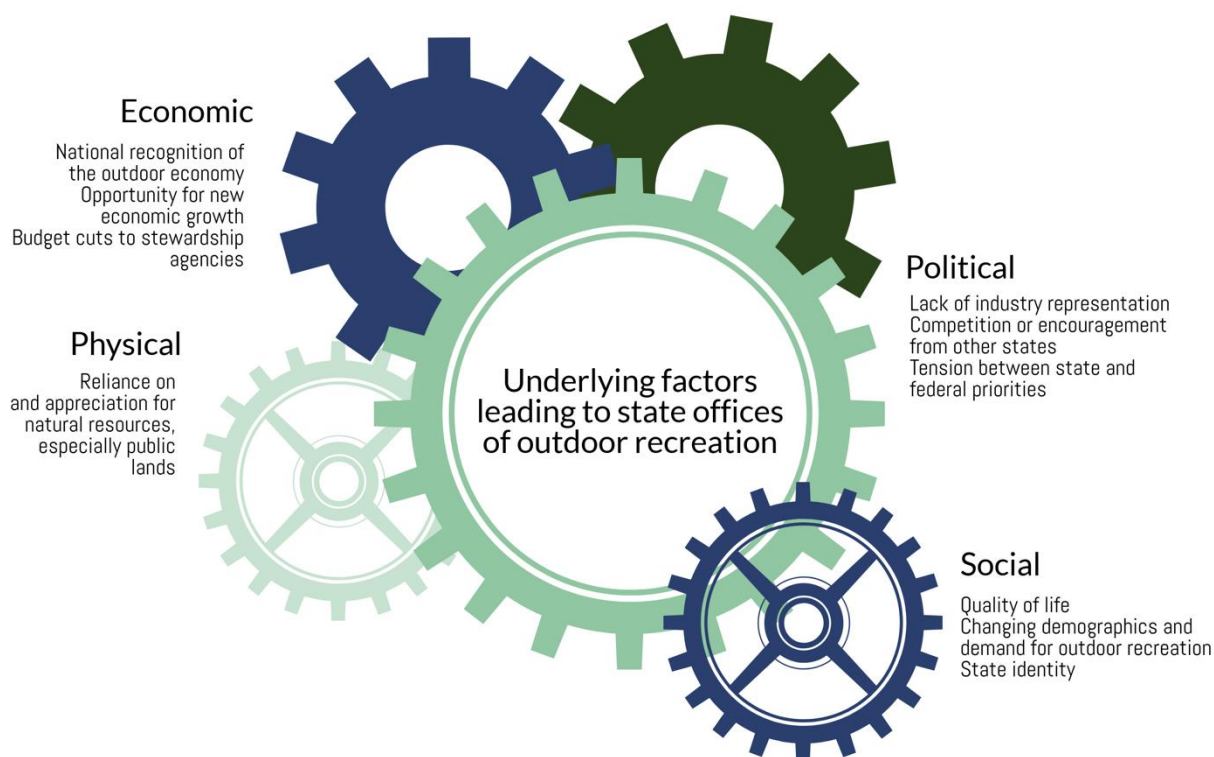 Economic
National recognition of
the outdoor economy
Opportunity for new
economic growth
Budget cuts to stewardship
agencies
Physical
Reliance on
and appreciation for
natural resources,
especially public
lands
Underlying factors
leading to state offices
of outdoor recreation
Political
Lack of industry representation
Competition or encouragement
from other states
Tension between state and
federal priorities
Social
Quality of life
Changing demographics and
demand for outdoor recreation
State identity